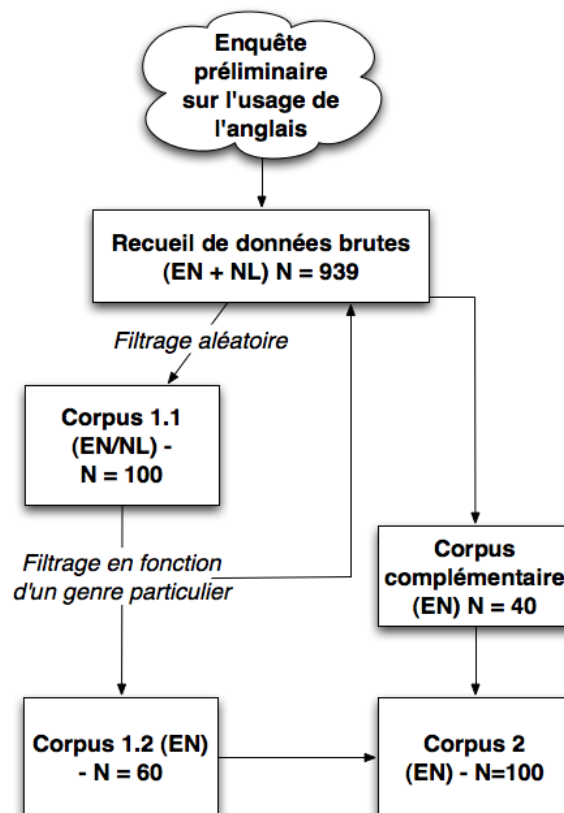 Enquête
préliminaire
sur l'usage de
l'anglais
Recueil de données brutes
(EN + NL) N = 939
Filtrage aléatoire
Corpus 1.1
(EN/NL) -
N = 100
Filtrage en fonction
d'un genre particulier
Corpus
complémentaire
(EN) N = 40
Corpus 1.2 (EN)
- N = 60
Corpus 2
(EN) - N=100